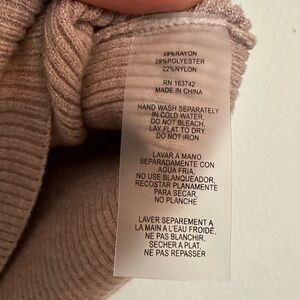 49%RAYON
29%POLYESTER
22%NYLON
RN 163742
MADE IN CHINA
HAND WASH SEPARATELY
IN COLD WATER,
DO NOT BLEACH,
LAY FLAT TO DRY,
DO NOT IRON
LAVAR A MANO
SEPARADAMENTE CON
AGUA FRIA,
NO USE BLANQUEADOR,
RECOSTAR PLANAMENTE
PARA SECAR,
NO PLANCHE
LAVER SEPAREMENT A
LA MAIN A L'EAU FROIDE,
NE PAS BLANCHIR,
SECHER A PLAT,
NE PAS REPASSER